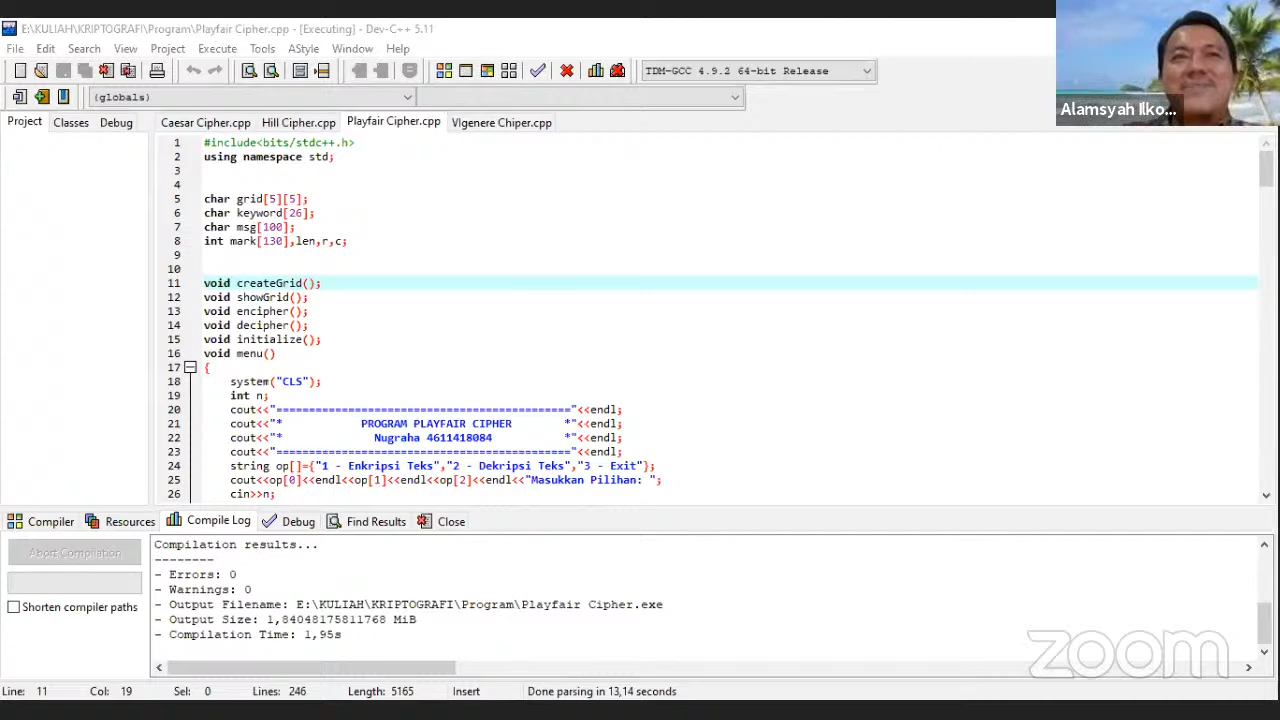 E:\KULIAH\KRIPTOGRAFI\Program\Playfair Cipher.cpp - [Executing] - Dev-C++ 5.11
File Edit Search View Project Execute Tools AStyle Window Help
TDM-GCC 4.9.2 64-bit Release
(globals)
Alamsyah Ilko...
Project Classes Debug
Caesar Cipher.cpp Hill Cipher.cpp Playfair Cipher.cpp VIgenere Chiper.cpp
1 #include<bits/stdc++.h>
2 using namespace std;
3
4
5 char grid[5][5];
6 char keyword[26];
7 char msg[100];
8 int mark[130],len,r,c;
9
10
11 void createGrid();
12 void showGrid();
13 void encipher();
14 void decipher();
15 void initialize();
16 void menu()
17 {
18 system("CLS");
19 int n;
20 cout<<"============================================="<<endl;
21 cout<<"* PROGRAM PLAYFAIR CIPHER *"<<endl;
22 cout<<"* Nugraha 4611418084 *"<<endl;
23 cout<<"============================================="<<endl;
24 string op[]={"1 - Enkripsi Teks","2 - Dekripsi Teks","3 - Exit"};
25 cout<<op[0]<<endl<<op[1]<<endl<<op[2]<<endl<<"Masukkan Pilihan: ";
26 cin>>n;
Compiler Resources Compile Log Debug Find Results Close
Abort Compilation
Shorten compiler paths
Compilation results...
--------
- Errors: 0
- Warnings: 0
- Output Filename: E:\KULIAH\KRIPTOGRAFI\Program\Playfair Cipher.exe
- Output Size: 1,84048175811768 MiB
- Compilation Time: 1,95s
zoom
Line: 11 Col: 19 Sel: 0 Lines: 246 Length: 5165 Insert Done parsing in 13,14 seconds